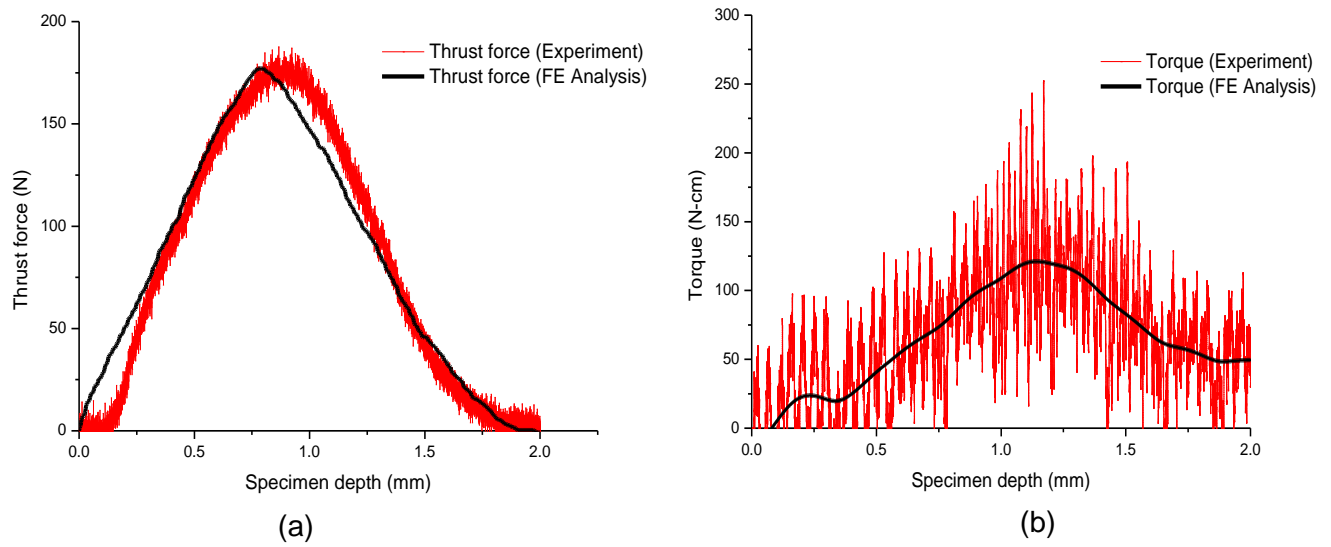 200
150
100
50
0
Thrust force (N)
Thrust force (Experiment)
Thrust force (FE Analysis)
0.0 0.5 1.0 1.5 2.0
Specimen depth (mm)
(a)
300
250
200
150
100
50
0
Torque (N-cm)
Torque (Experiment)
Torque (FE Analysis)
0.0 0.5 1.0 1.5 2.0
Specimen depth (mm)
(b)